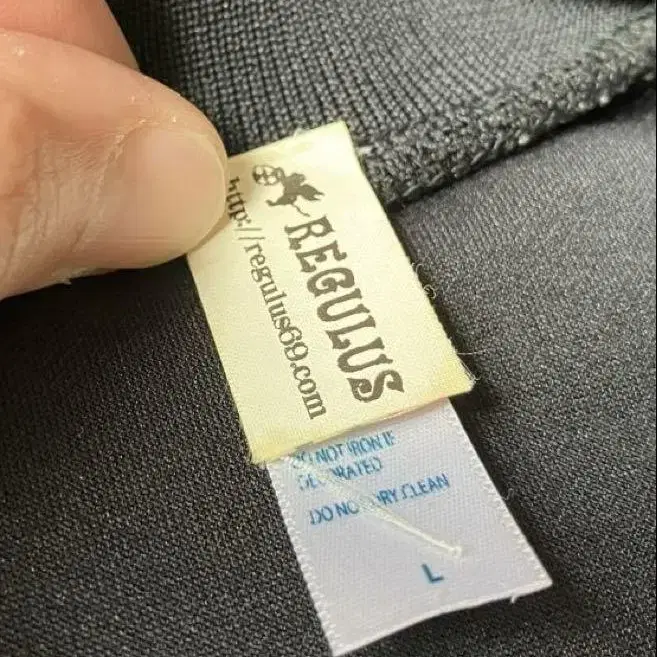 REGULUS
http://regulus69.com
DO NOT IRON IF
DECORATED
DO NOT DRY CLEAN
L